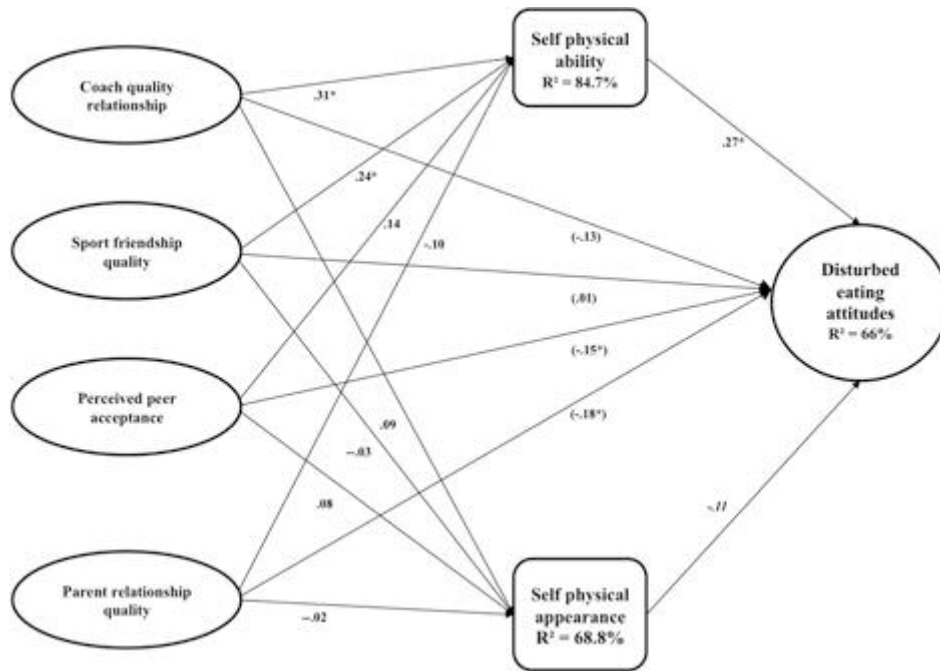 Self physical
ability
R² = 84.7%
Coach quality
relationship
.31*
.27*
.24*
Sport friendship
quality
.14
-.10
(-.13)
Disturbed
eating
attitudes
R² = 66%
(.01)
(-.15*)
Perceived peer
acceptance
(-.18*)
.09
--.03
.08
-.11
Parent relationship
quality
--.02
Self physical
appearance
R² = 68.8%